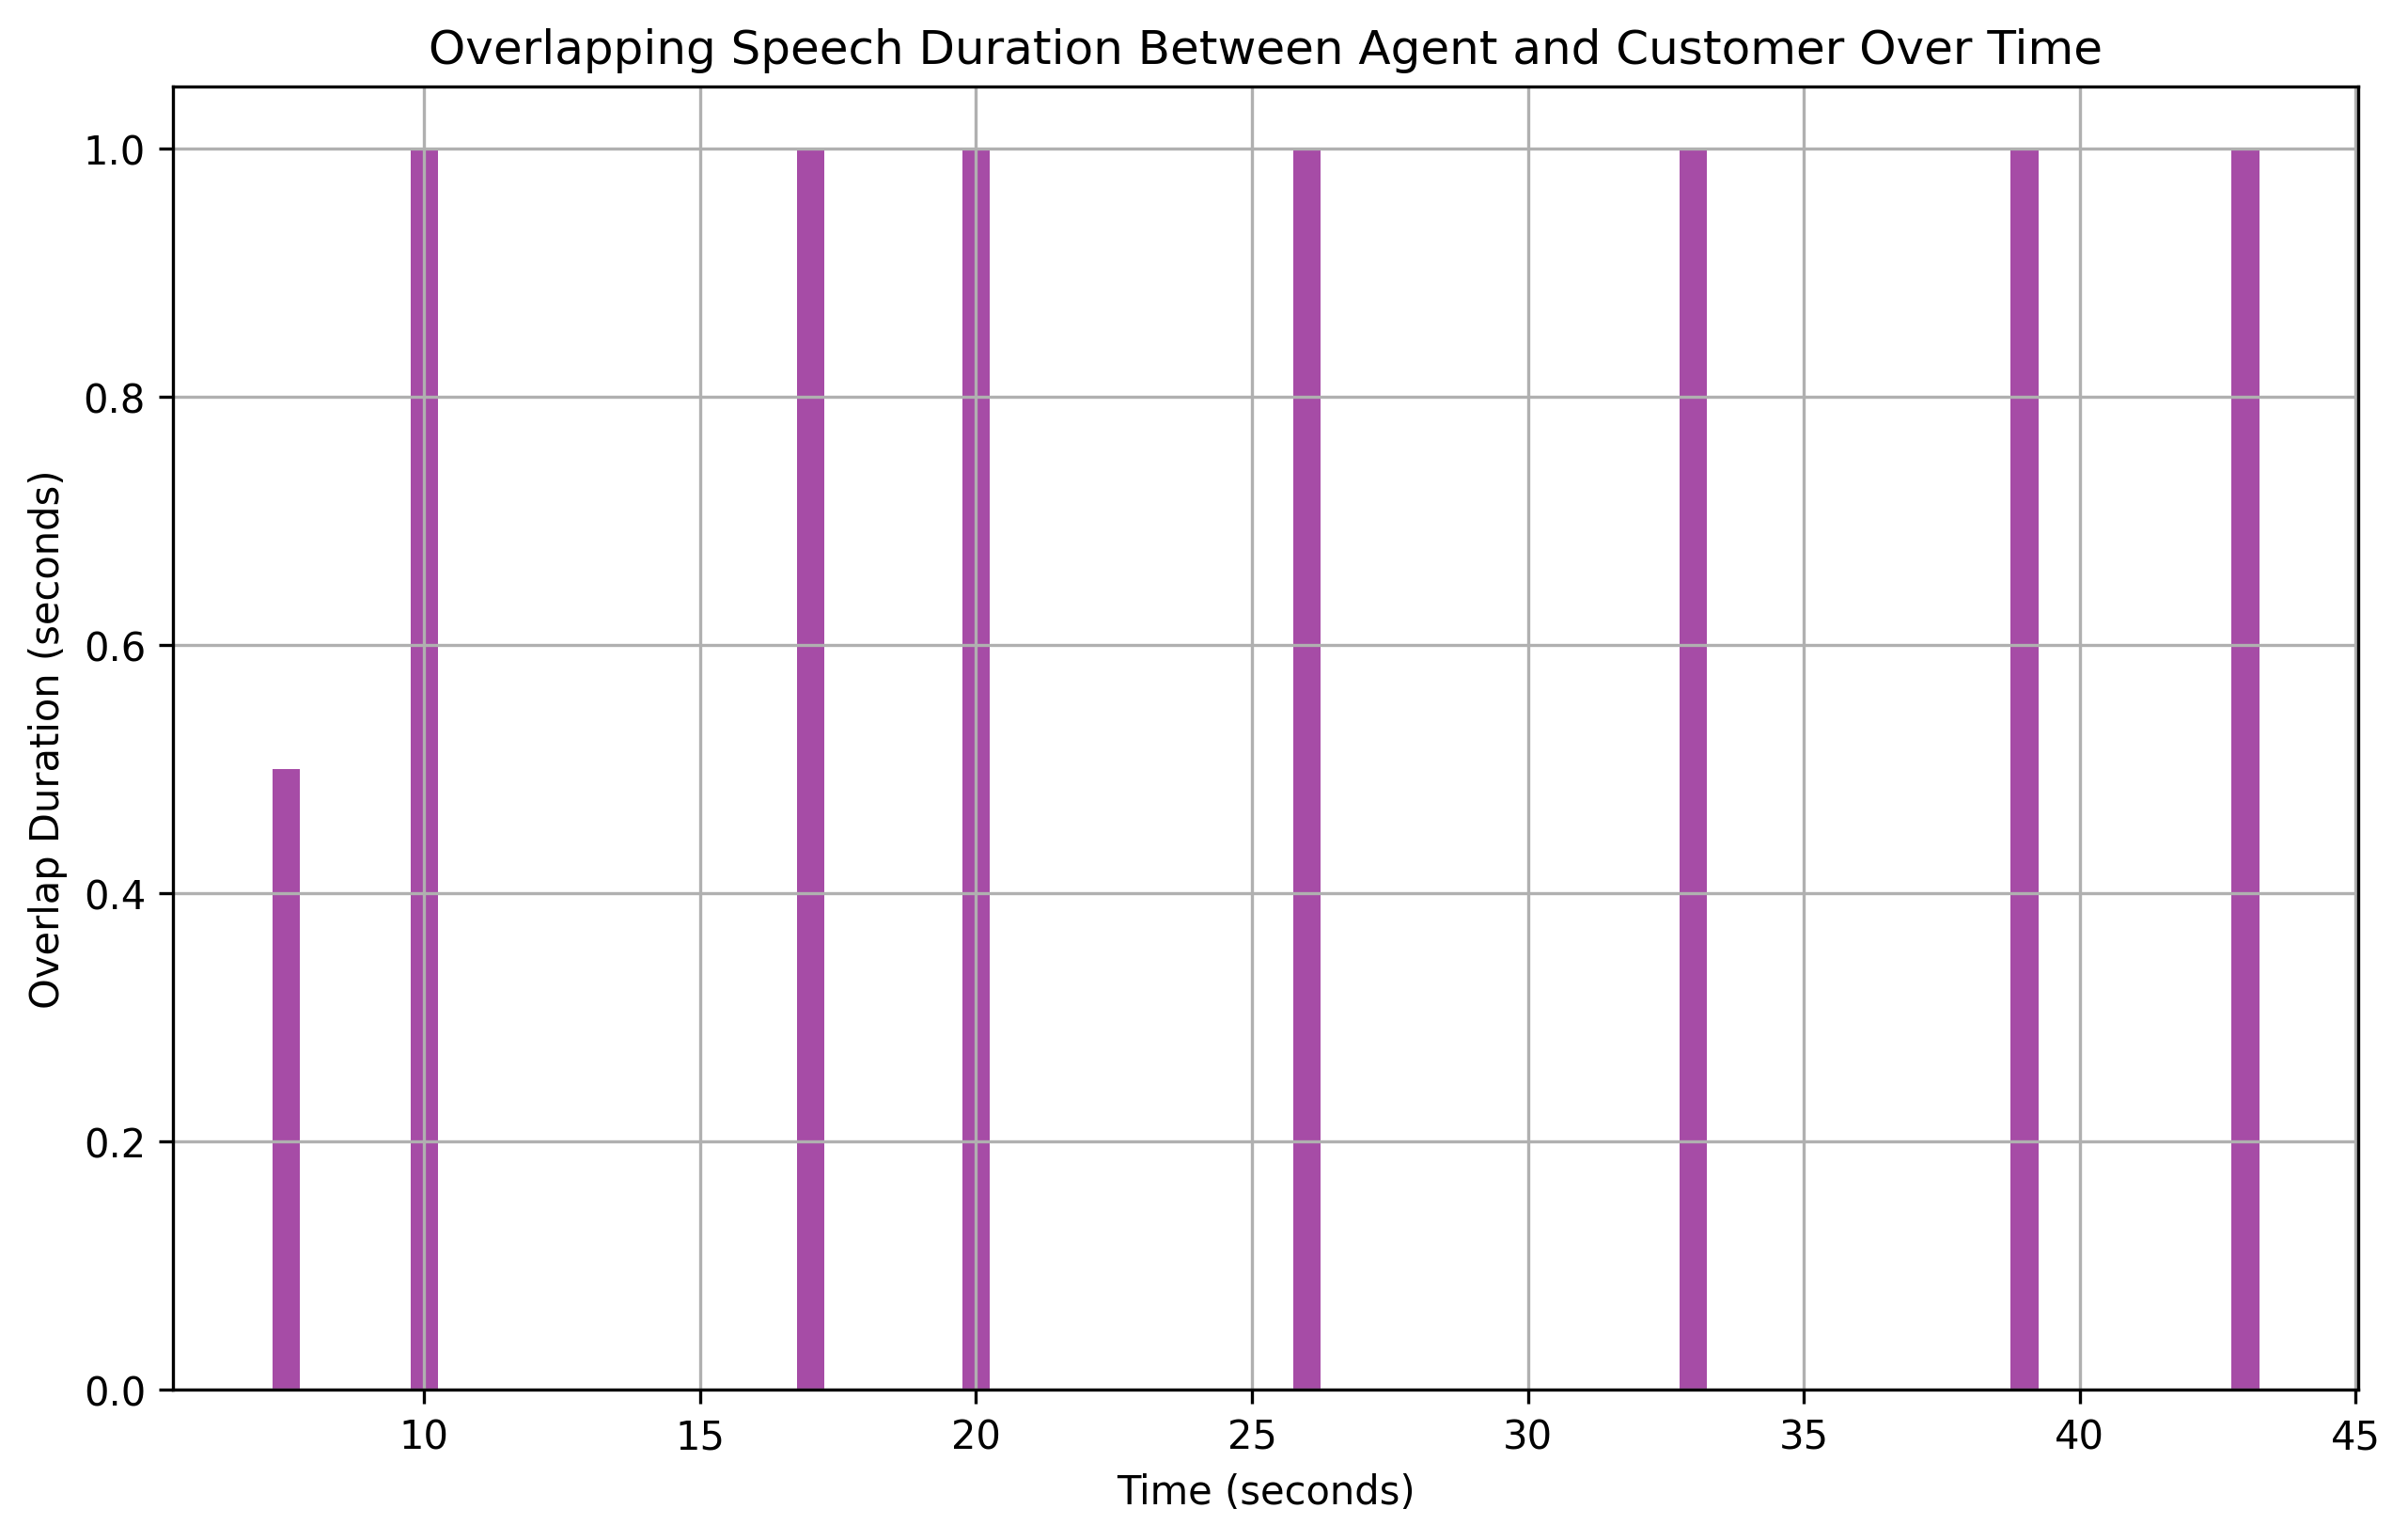 Overlapping Speech Duration Between Agent and Customer Over Time
1.0
0.8
0.6
0.4
0.2
0.0
Overlap Duration (seconds)
10 15 20 25 30 35 40 45
Time (seconds)